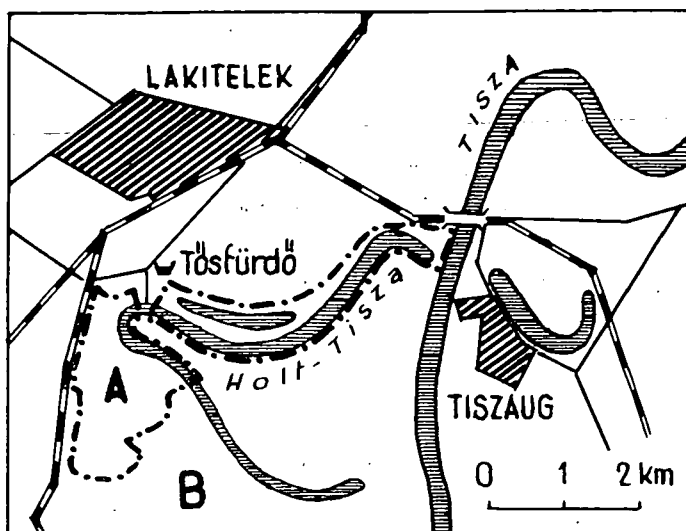 LAKITELEK
TISZA
Tősfürdő
Holt-Tisza
A
TISZAUG
B
0 1 2 km